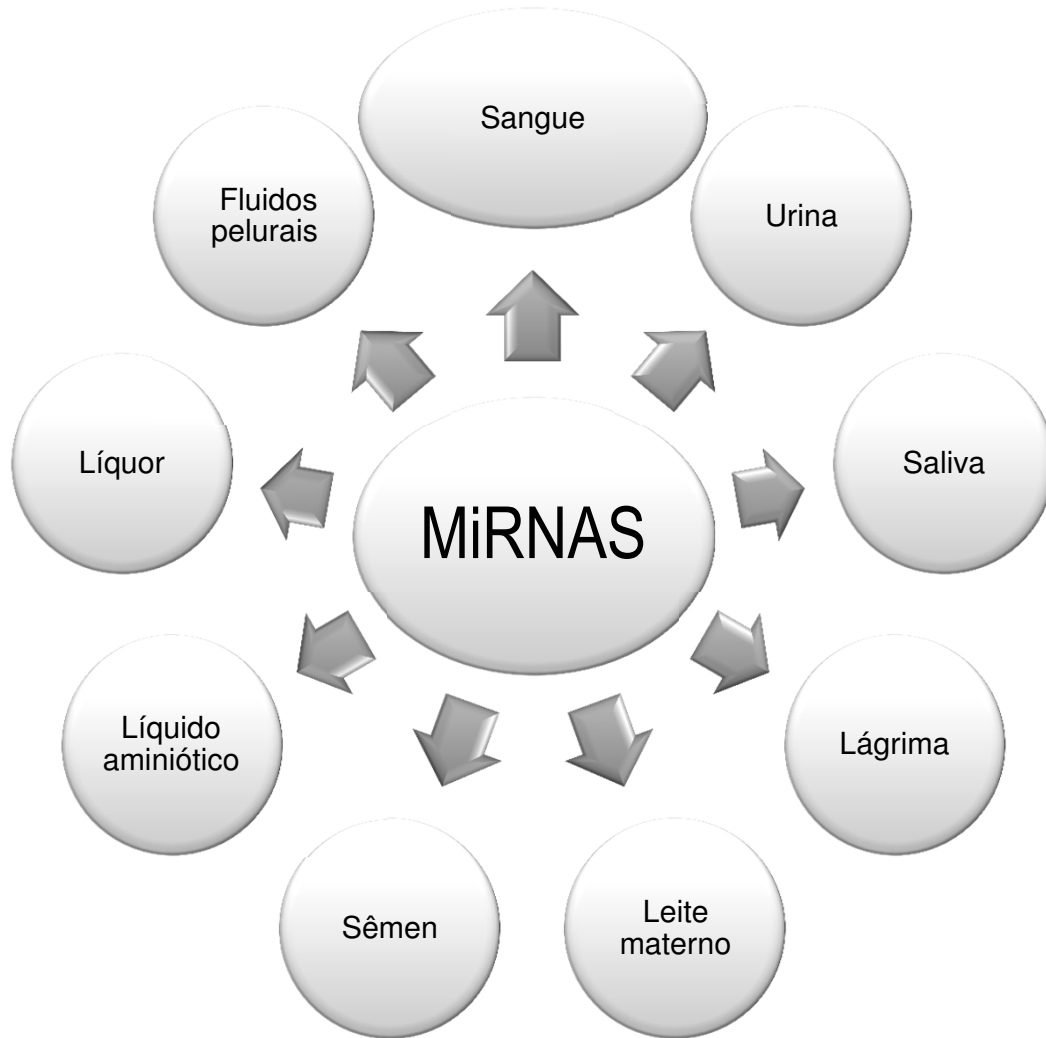 Sangue
Urina
Saliva
Lágrima
Leite
materno
Sêmen
Líquido
aminiótico
Líquor
Fluidos
pelurais
MiRNAS